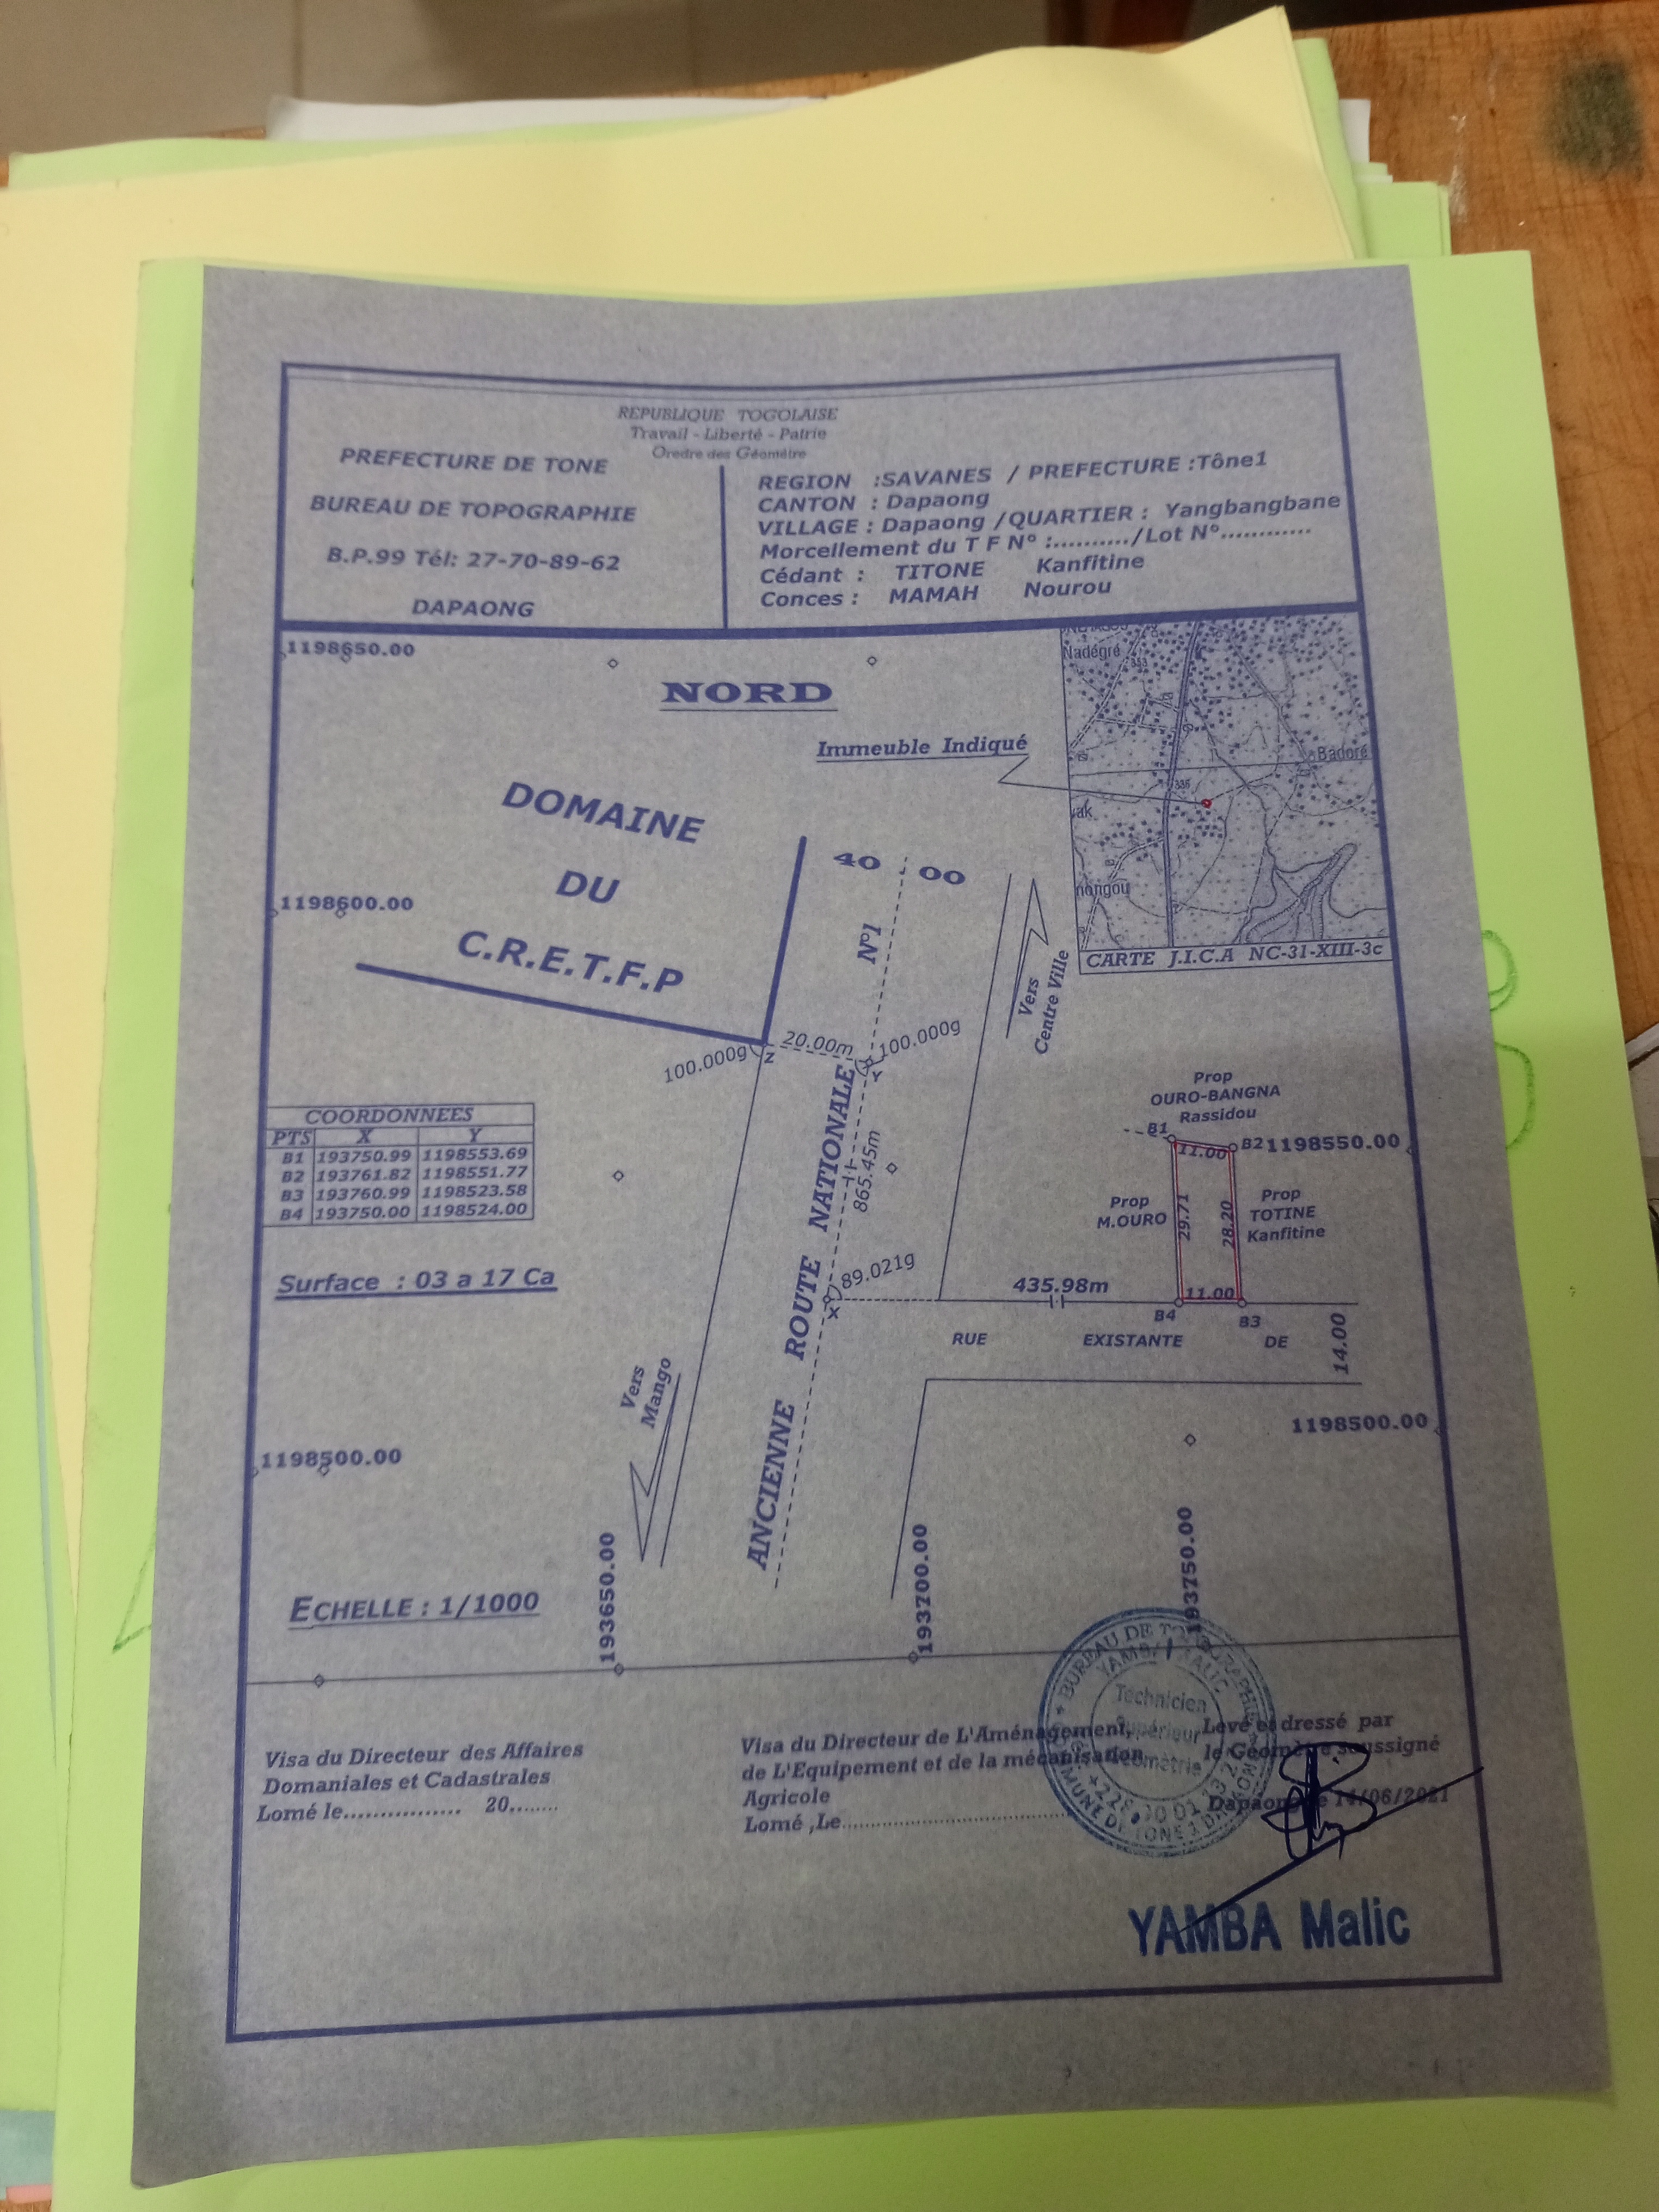 REPUBLIQUE TOGOLAISE
Travail - Liberté - Patrie
Oredre des Géomètre
PREFECTURE DE TONE
BUREAU DE TOPOGRAPHIE
B.P.99 Tél: 27-70-89-62
DAPAONG
REGION :SAVANES / PREFECTURE :Tône1
CANTON : Dapaong
VILLAGE : Dapaong /QUARTIER : Yangbangbane
Morcellement du T F N° :........../Lot N°............
Cédant : TITONE Kanfitine
Conces : MAMAH Nourou
1198650.00
NORD
Immeuble Indiqué
Nadégré
353
Badoré
336
nongou
CARTE J.I.C.A NC-31-XIII-3c
DOMAINE
DU
C.R.E.T.F.P
40 00
N°1
1198600.00
Vers
Centre Ville
100.000g
Z
20.00m
100.000g
Y
COORDONNEES
PTS X Y
B1 193750.99 1198553.69
B2 193761.82 1198551.77
B3 193760.99 1198523.58
B4 193750.00 1198524.00
Surface : 03 a 17 Ca
ANCIENNE ROUTE NATIONALE
865.45m
89.021g
X
Prop
OURO-BANGNA
Rassidou
B1
B2
1198550.00
11.00
Prop
M.OURO
29.71
28.20
Prop
TOTINE
Kanfitine
435.98m
11.00
B4
B3
RUE EXISTANTE DE
14.00
Vers
Mango
1198500.00
1198500.00
ECHELLE : 1/1000
193650.00
193700.00
193750.00
Visa du Directeur des Affaires
Domaniales et Cadastrales
Lomé le................ 20........
Visa du Directeur de L'Aménagement,
de L'Equipement et de la mécanisation
Agricole
Lomé ,Le
BUREAU DE TOPOGRAPHIE
YAMBA MALIC
Technicien
Supérieur
Géomètrie
Levé et dressé par
le Géomètre soussigné
Dapaong le 14/06/2021
YAMBA Malic